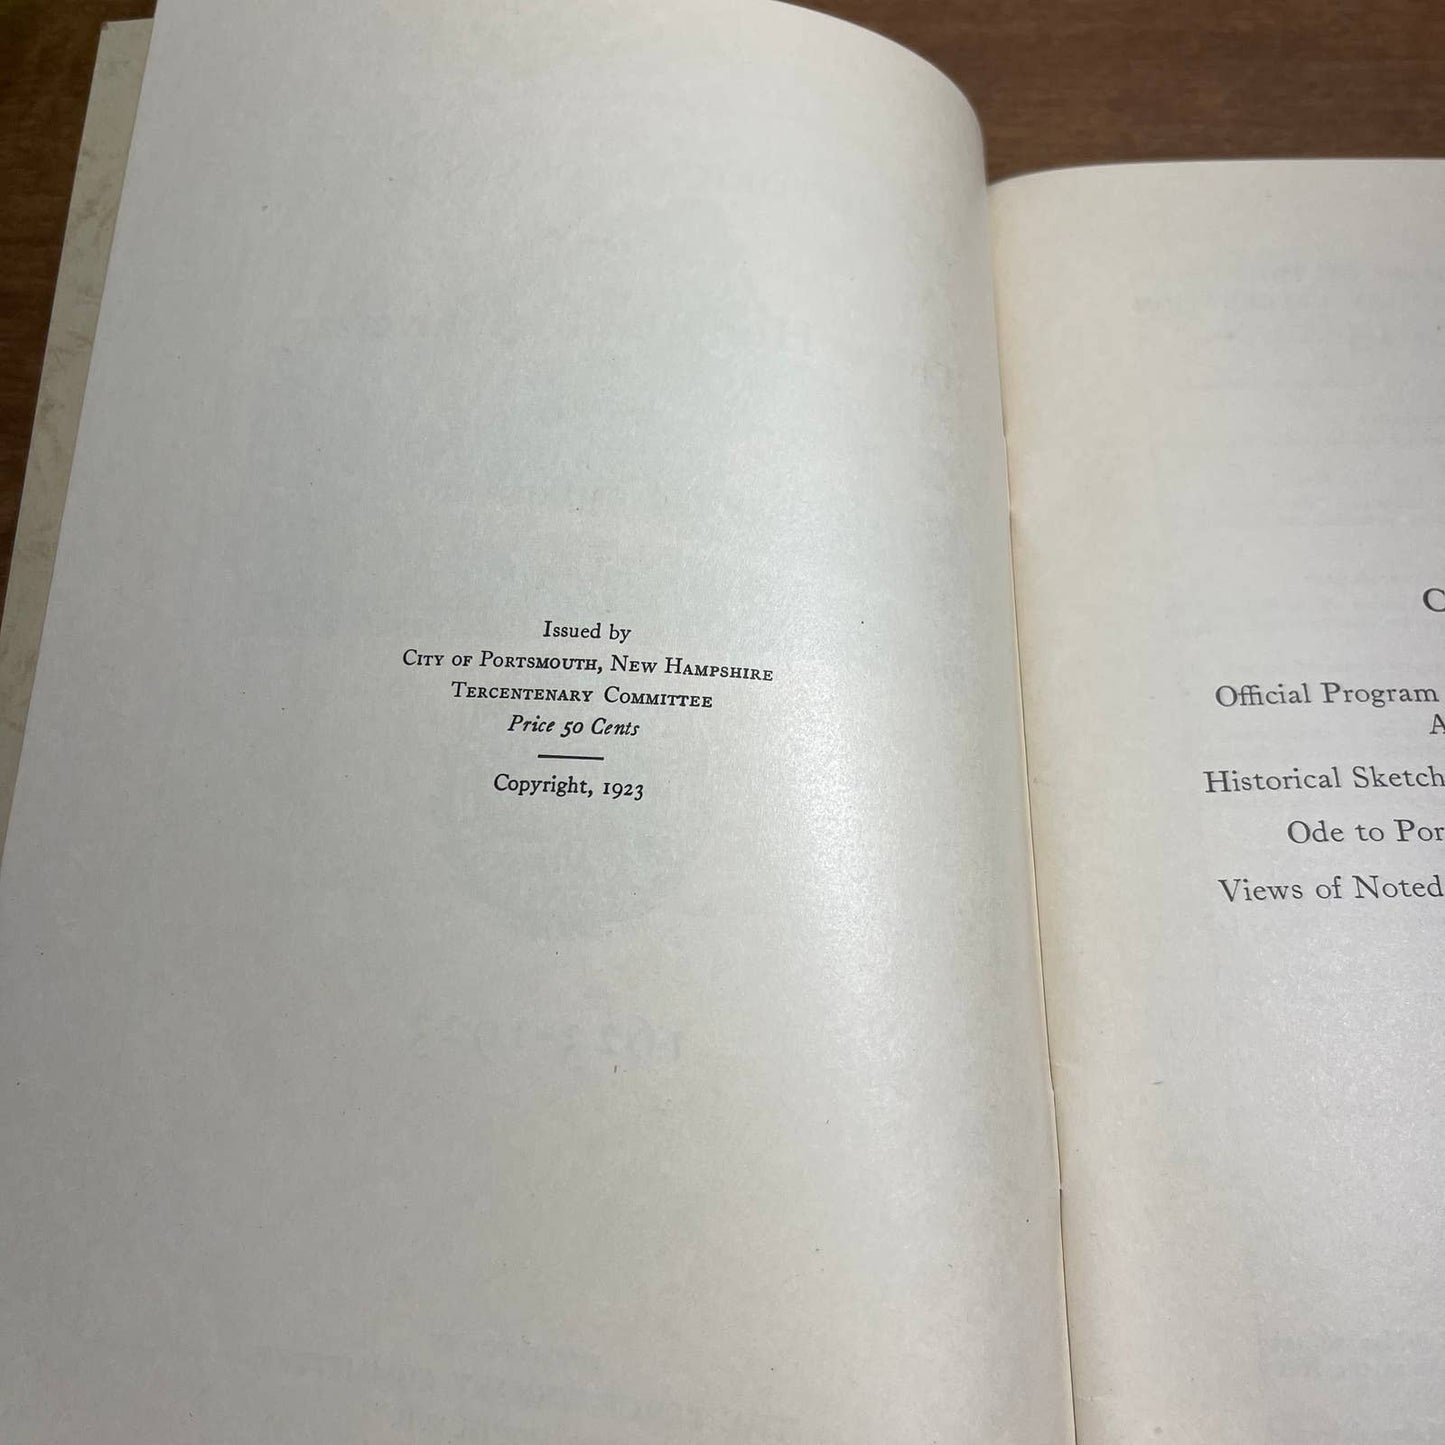 Issued by
City of Portsmouth, New Hampshire
Tercentenary Committee
Price 50 Cents
Copyright, 1923
C
Official Program
A
Historical Sketch
Ode to Por
Views of Noted